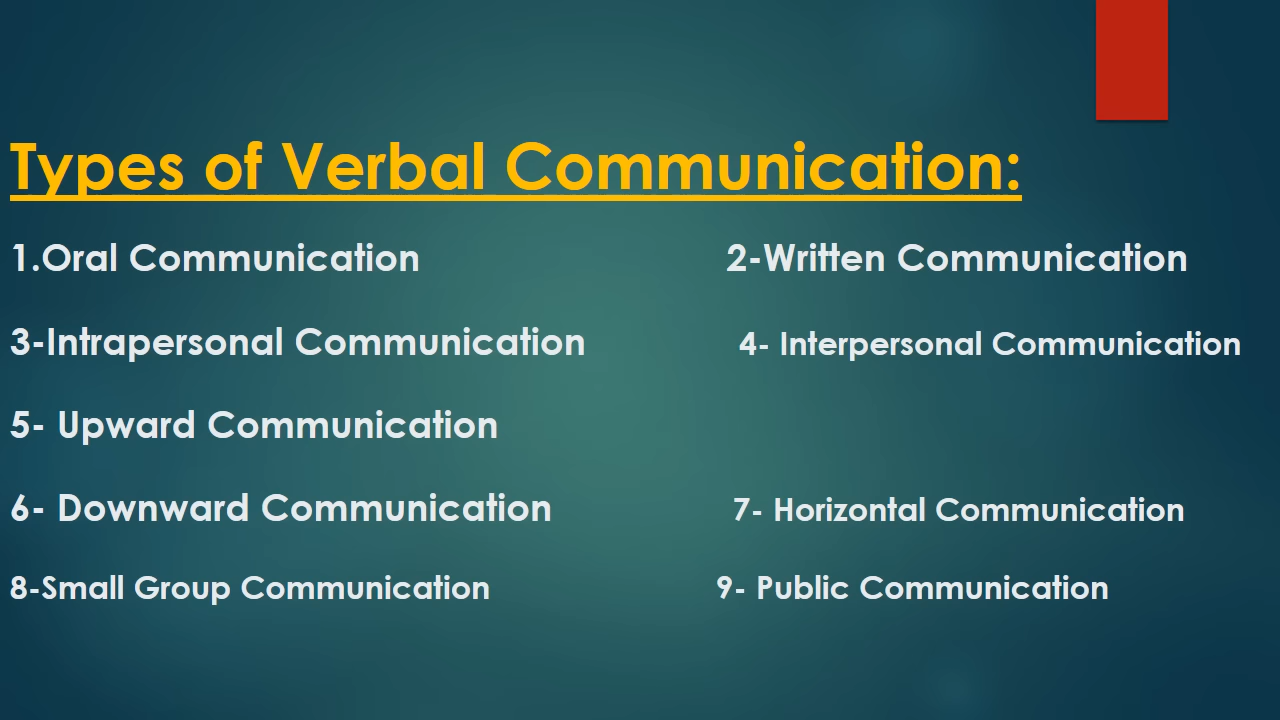 Types of Verbal Communication:
1.Oral Communication 2-Written Communication
3-Intrapersonal Communication 4- Interpersonal Communication
5- Upward Communication
6- Downward Communication 7- Horizontal Communication
8-Small Group Communication 9- Public Communication